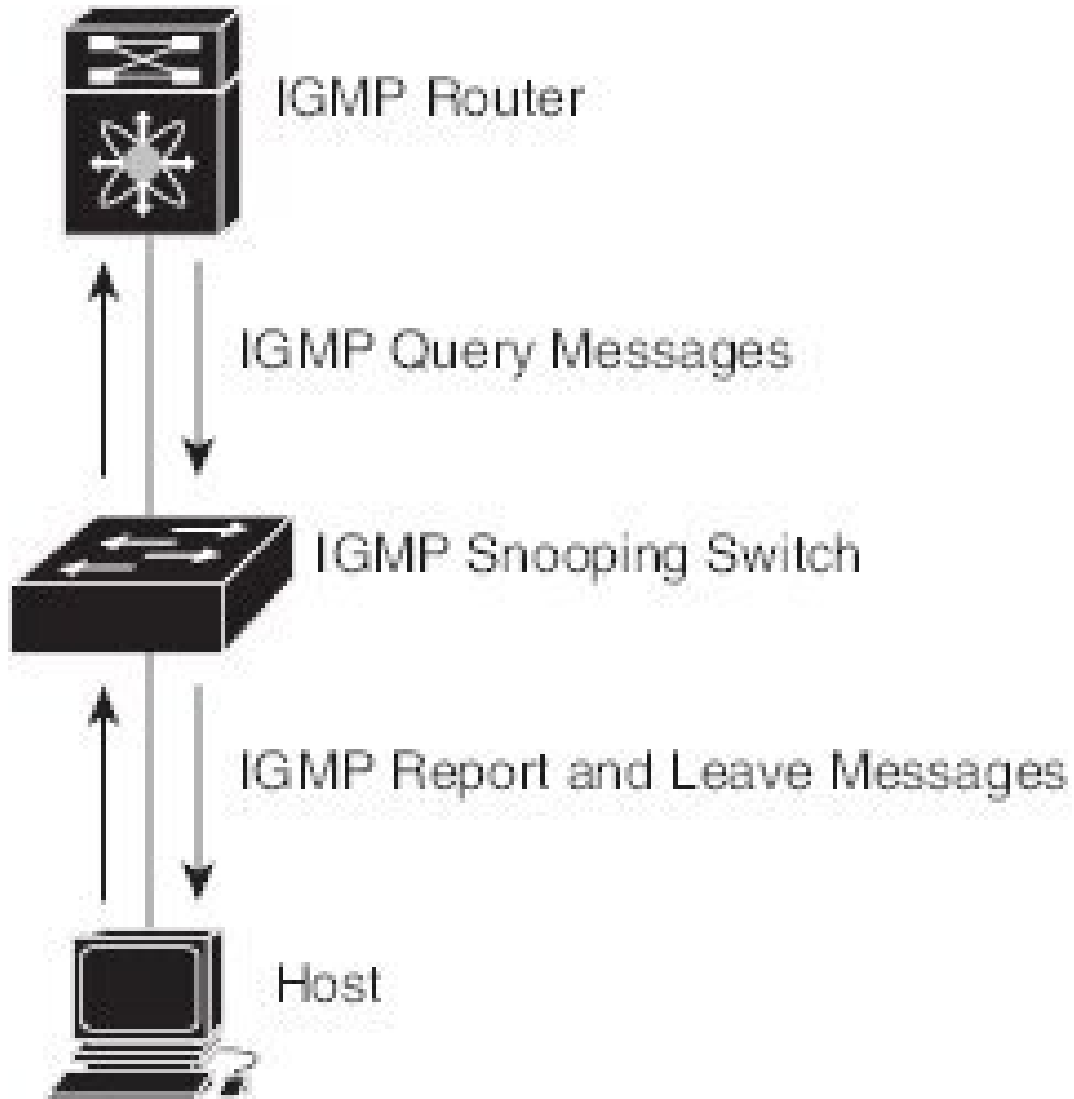 IGMP Router
IGMP Query Messages
IGMP Snooping Switch
IGMP Report and Leave Messages
Host